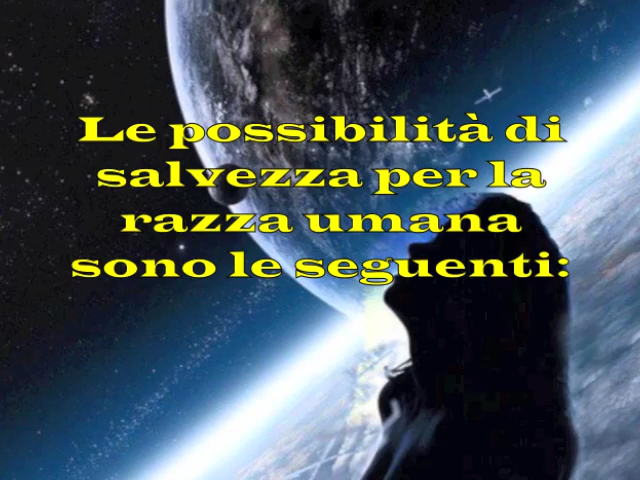 Le possibilità di
salvezza per la
razza umana
sono le seguenti: